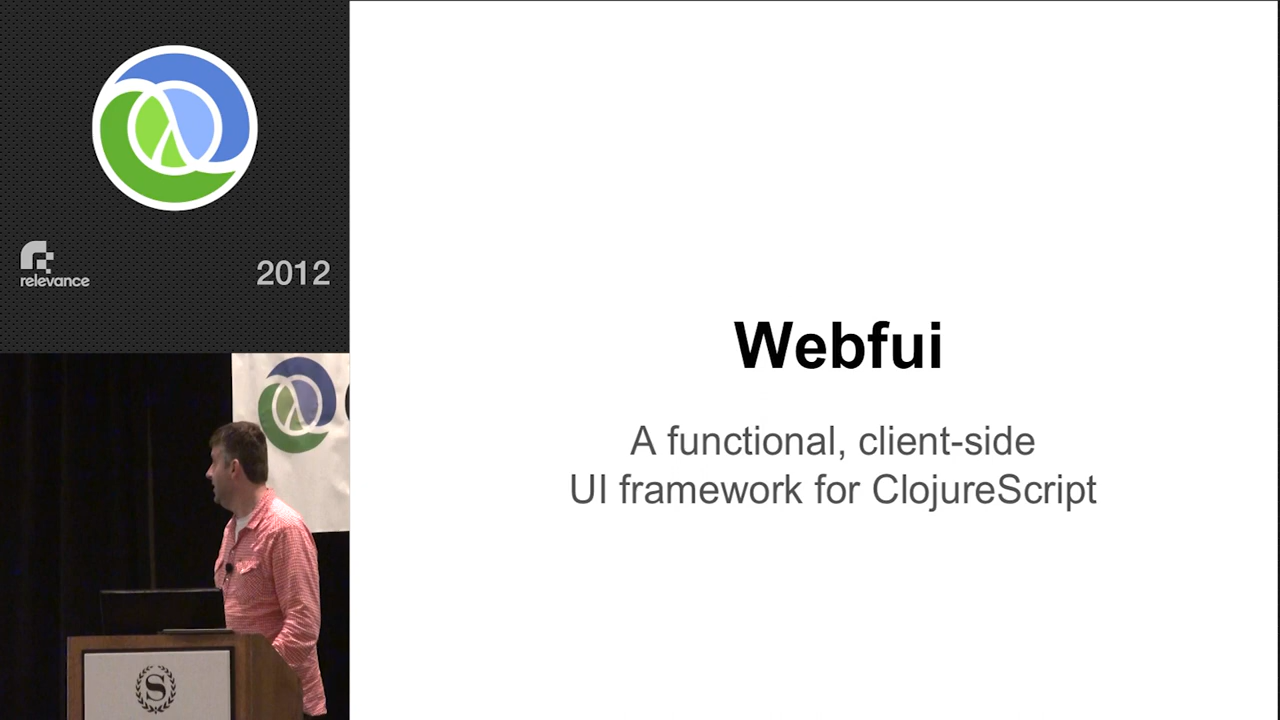 relevance
2012
Webfui
A functional, client-side
UI framework for ClojureScript
S